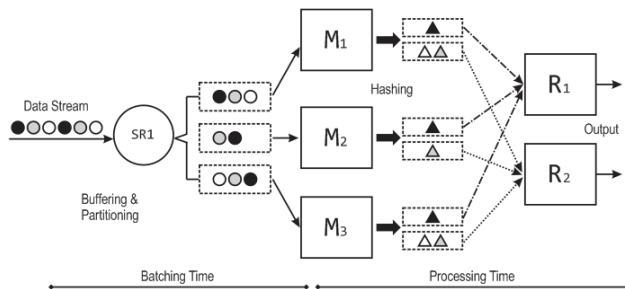 Data Stream
SR1
Buffering &
Partitioning
M1
M2
M3
Hashing
R1
R2
Output
Batching Time
Processing Time